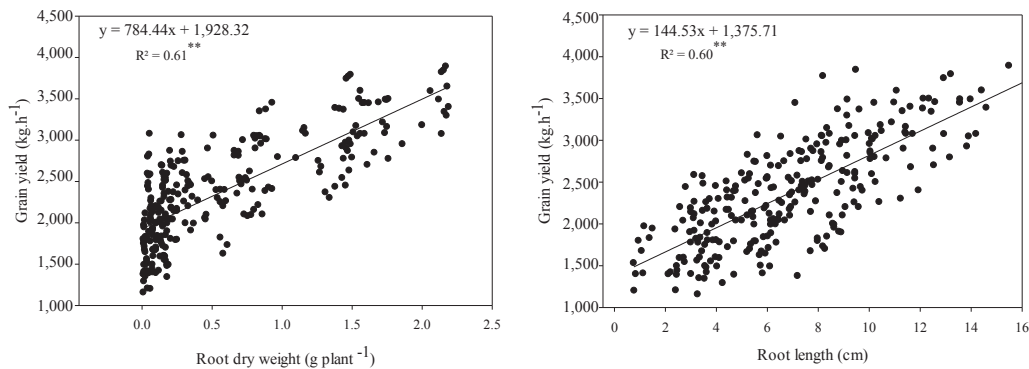 y = 784.44x + 1,928.32
R² = 0.61**
4,500
4,000
3,500
3,000
2,500
2,000
1,500
1,000
Grain yield (kg.h⁻¹)
0.0 0.5 1.0 1.5 2.0 2.5
Root dry weight (g plant ⁻¹)
y = 144.53x + 1,375.71
R² = 0.60**
4,500
4,000
3,500
3,000
2,500
2,000
1,500
1,000
Grain yield (kg.h⁻¹)
0 2 4 6 8 10 12 14 16
Root length (cm)